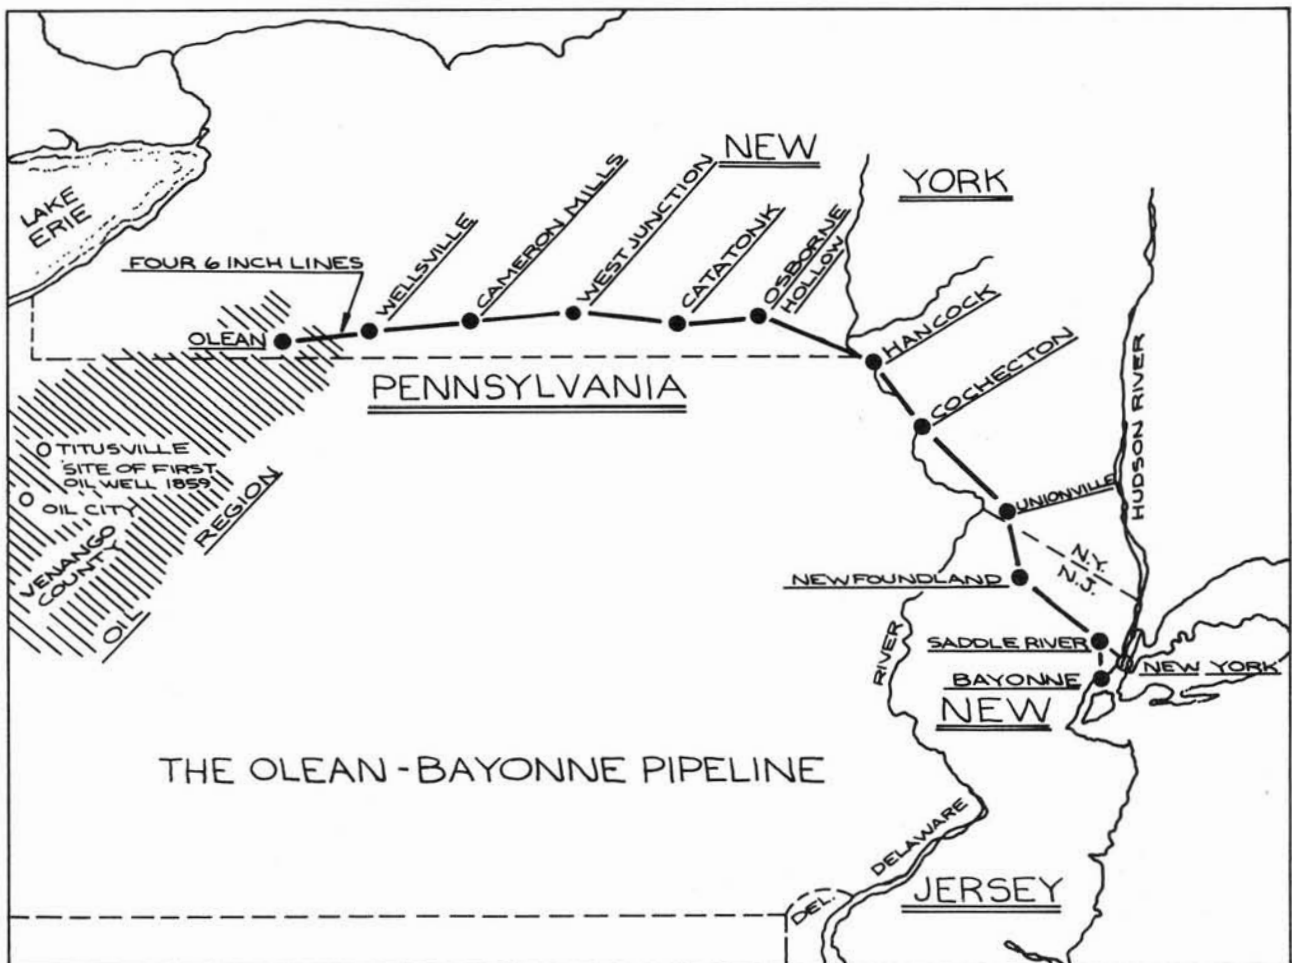 NEW
YORK
LAKE
ERIE
FOUR 6 INCH LINES
WELLSVILLE
CAMERON MILLS
WEST JUNCTION
CATATONK
OSBORNE
HOLLOW
OLEAN
HANCOCK
COCHECTON
PENNSYLVANIA
HUDSON RIVER
TITUSVILLE
SITE OF FIRST
OIL WELL 1859
OIL CITY
VENANGO
COUNTY
OIL
REGION
UNIONVILLE
N.Y.
N.J.
NEWFOUNDLAND
SADDLE RIVER
NEW YORK
BAYONNE
NEW
JERSEY
DELAWARE
RIVER
DEL.
THE OLEAN-BAYONNE PIPELINE